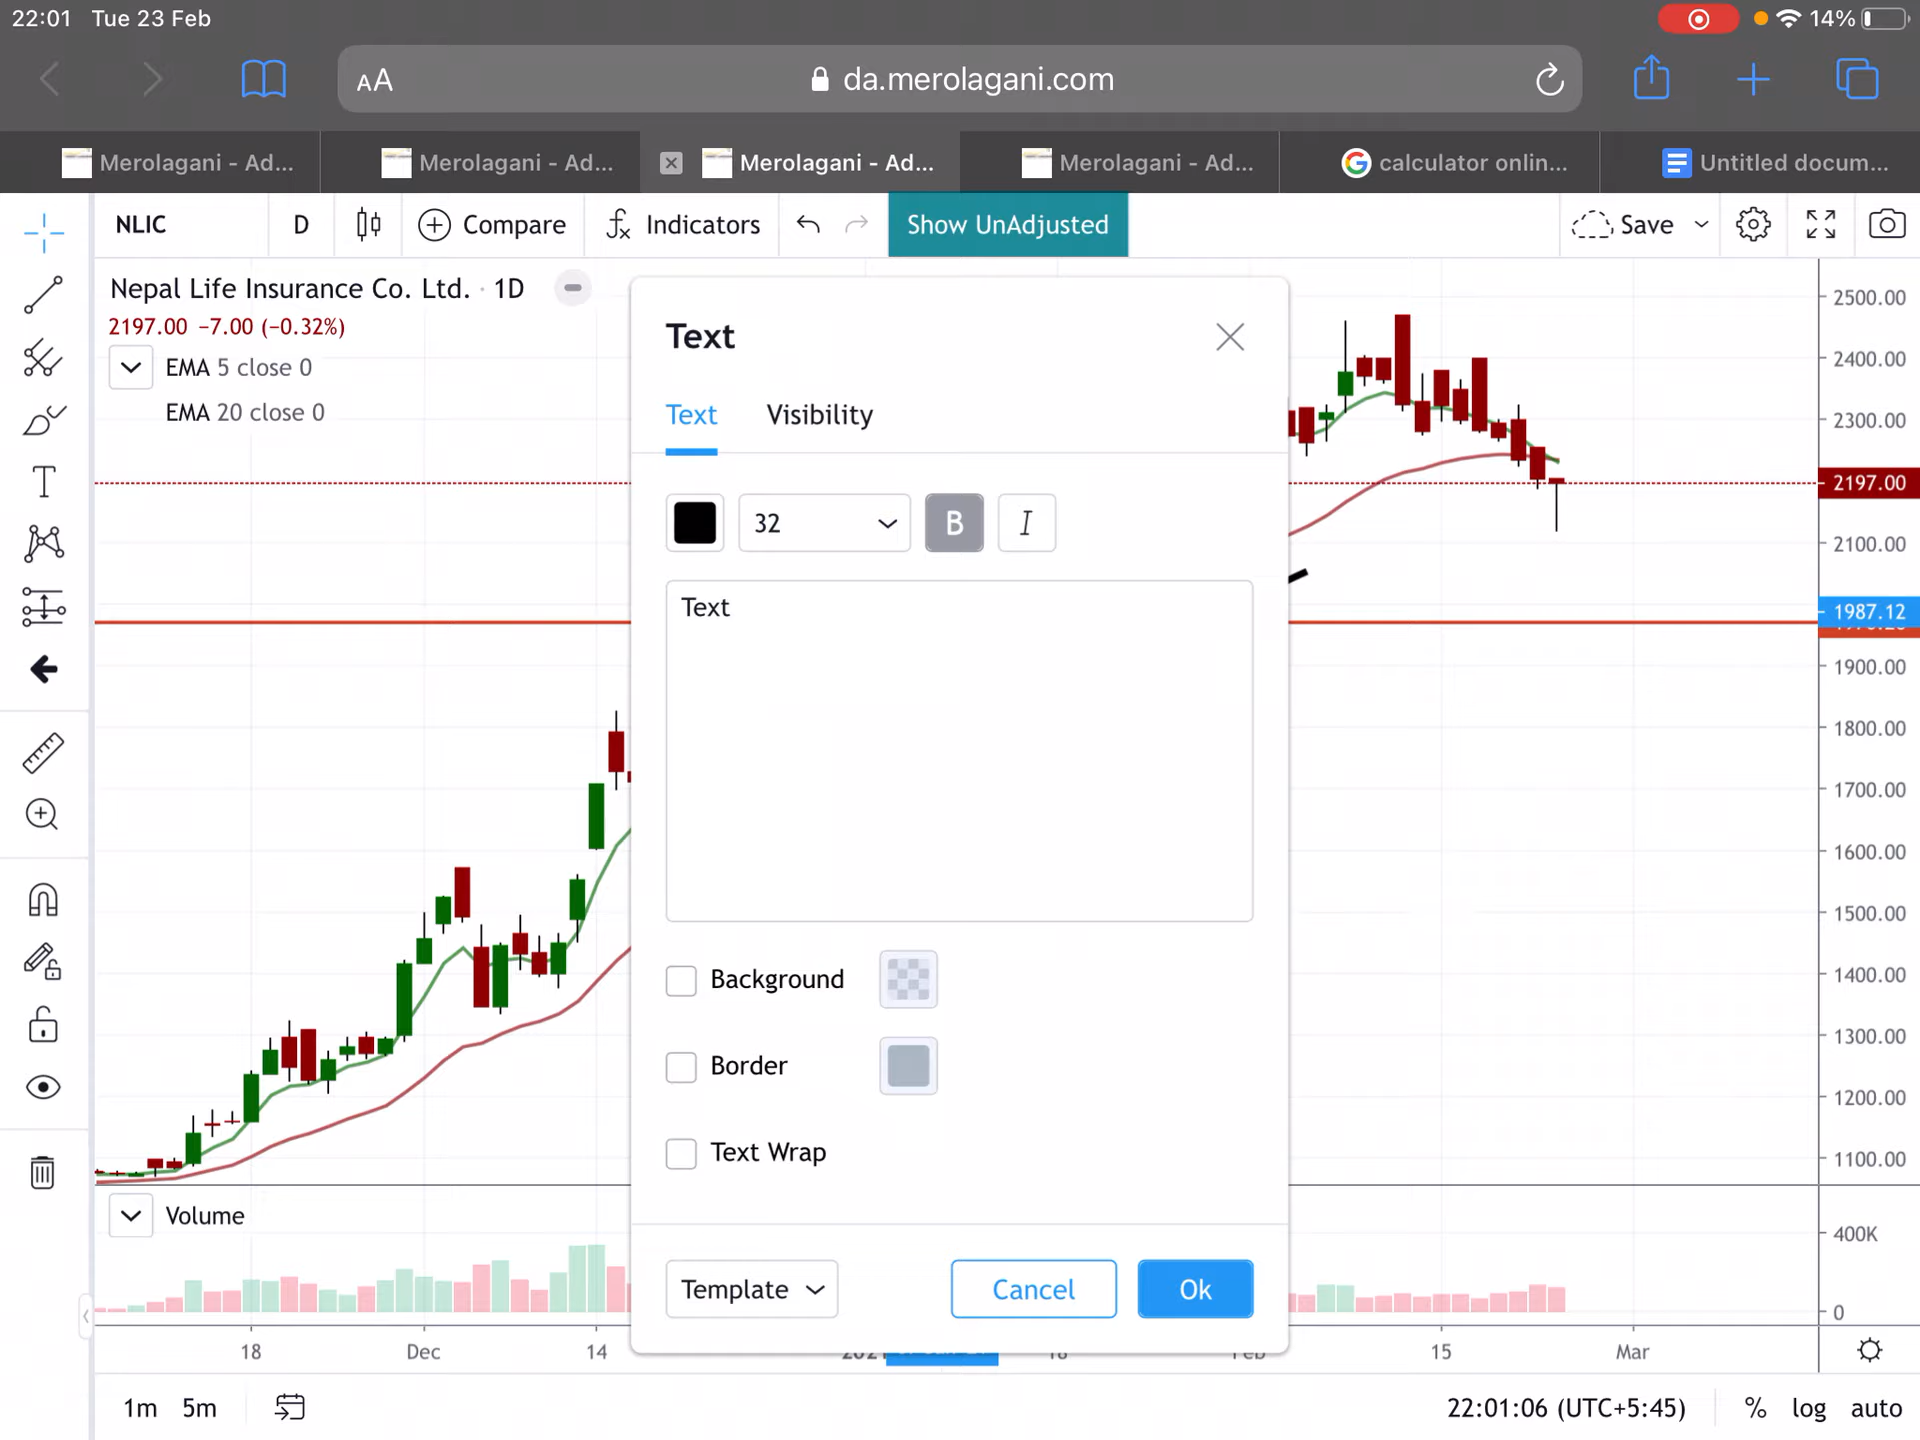 22:01 Tue 23 Feb
14%
AA da.merolagani.com
Merolagani - Ad...
Merolagani - Ad...
Merolagani - Ad...
Merolagani - Ad...
calculator onlin...
Untitled docum...
NLIC D Compare Indicators Show UnAdjusted Save
Nepal Life Insurance Co. Ltd. · 1D
2197.00 −7.00 (−0.32%)
EMA 5 close 0
EMA 20 close 0
Text
Text Visibility
32 B I
Text
Background
Border
Text Wrap
Template Cancel Ok
2500.00
2400.00
2300.00
2197.00
2100.00
1987.12
1900.00
1800.00
1700.00
1600.00
1500.00
1400.00
1300.00
1200.00
1100.00
Volume
400K
0
18 Dec 14 Feb 15 Mar
1m 5m 22:01:06 (UTC+5:45) % log auto